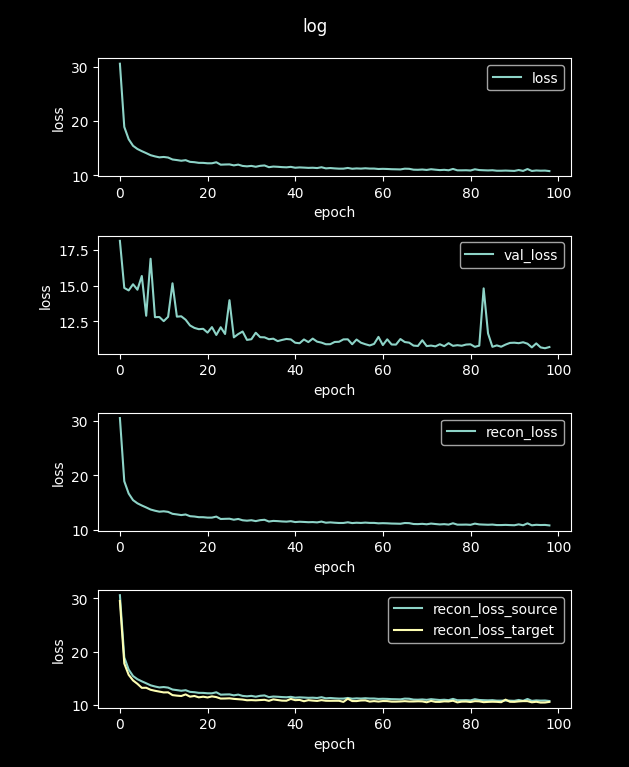 log
30
20
10
loss
loss
0 20 40 60 80 100
epoch
17.5
15.0
12.5
loss
val_loss
0 20 40 60 80 100
epoch
30
20
10
loss
recon_loss
0 20 40 60 80 100
epoch
30
20
10
loss
recon_loss_source
recon_loss_target
0 20 40 60 80 100
epoch